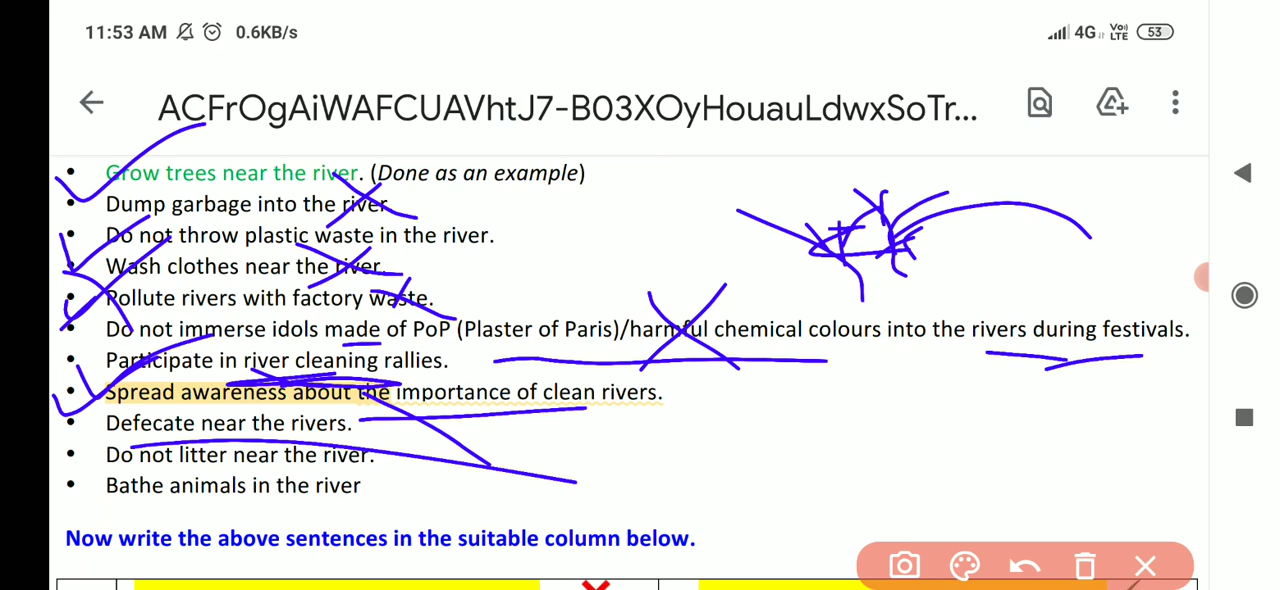 11:53 AM 0.6KB/s 4G Vo) LTE 53
ACFrOgAiWAFCUAVhtJ7-B03XOyHouauLdwxSoTr...
• Grow trees near the river. (Done as an example)
• Dump garbage into the river
• Do not throw plastic waste in the river.
• Wash clothes near the river.
• Pollute rivers with factory waste.
• Do not immerse idols made of PoP (Plaster of Paris)/harmful chemical colours into the rivers during festivals.
• Participate in river cleaning rallies.
• Spread awareness about the importance of clean rivers.
• Defecate near the rivers.
• Do not litter near the river.
• Bathe animals in the river
Now write the above sentences in the suitable column below.